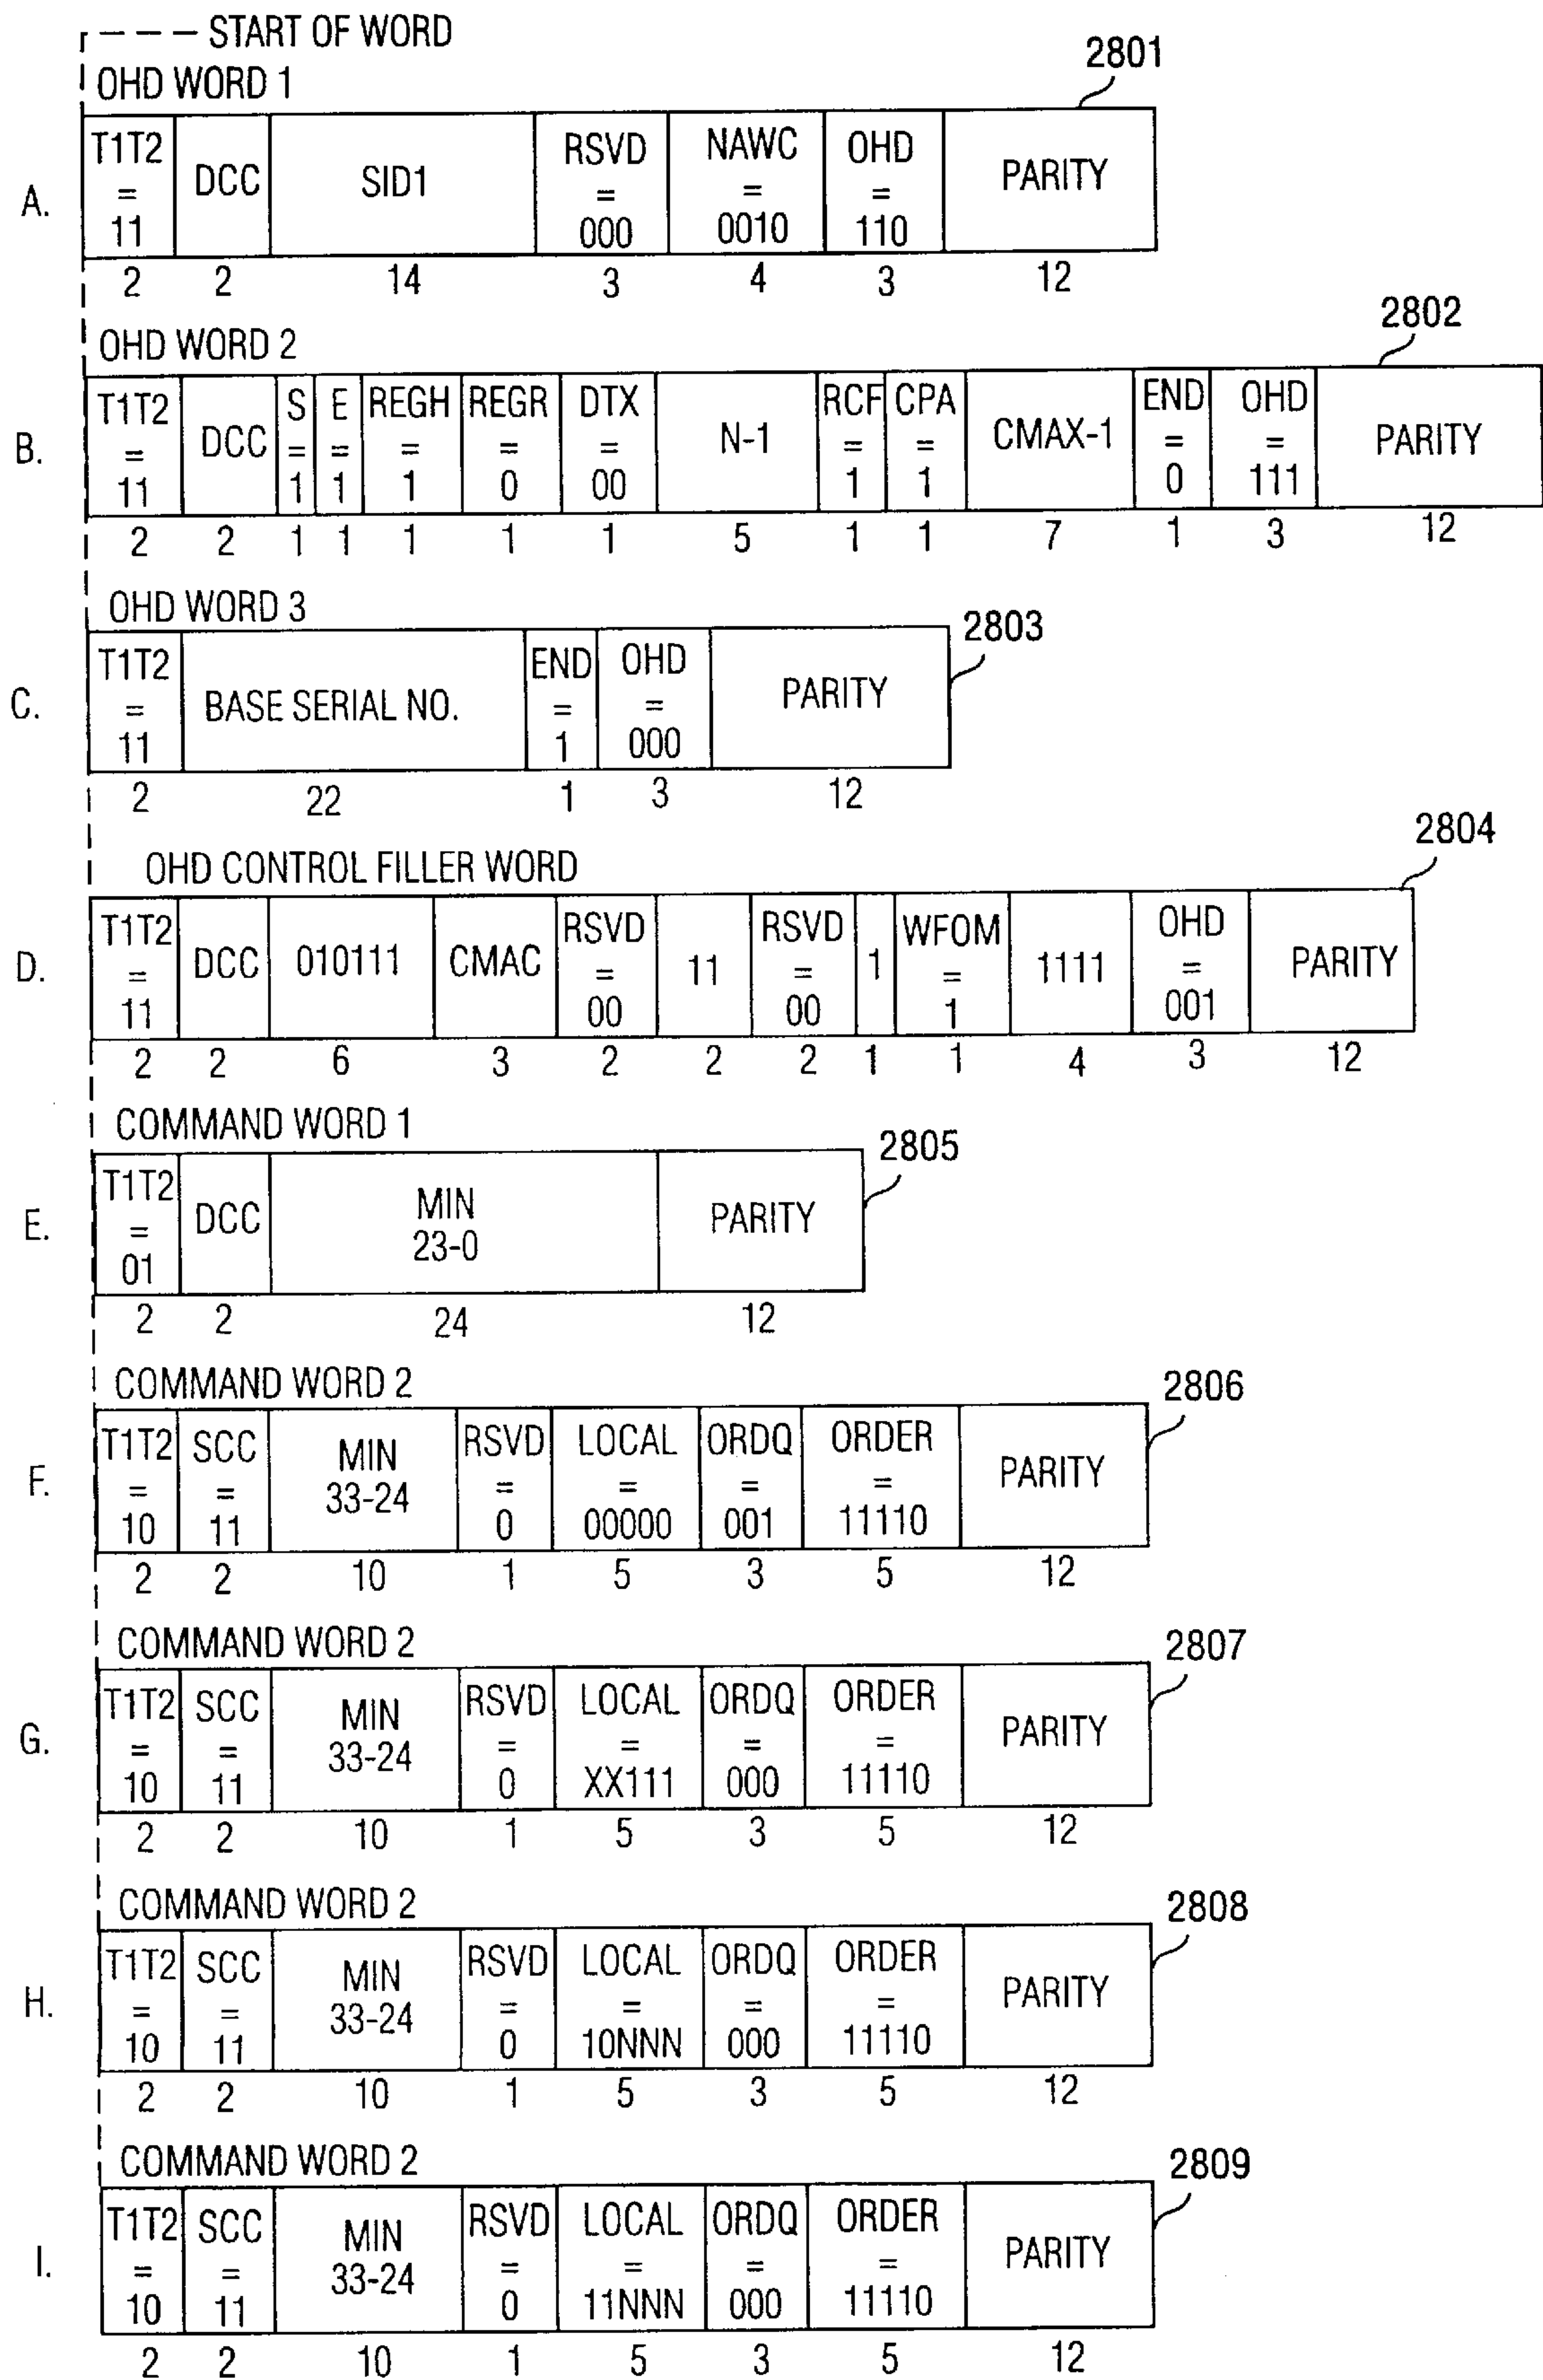 START OF WORD
OHD WORD 1
2801
A.
T1T2 = 11
DCC
SID1
RSVD = 000
NAWC = 0010
OHD = 110
PARITY
2 2 14 3 4 3 12
OHD WORD 2
2802
B.
T1T2 = 11
DCC
S = 1
E = 1
REGH = 1
REGR = 0
DTX = 00
N-1
RCF = 1
CPA = 1
CMAX-1
END = 0
OHD = 111
PARITY
2 2 1 1 1 1 1 5 1 1 7 1 3 12
OHD WORD 3
2803
C.
T1T2 = 11
BASE SERIAL NO.
END = 1
OHD = 000
PARITY
2 22 1 3 12
OHD CONTROL FILLER WORD
2804
D.
T1T2 = 11
DCC
010111
CMAC
RSVD = 00
11
RSVD = 00
1
WFOM = 1
1111
OHD = 001
PARITY
2 2 6 3 2 2 2 1 1 4 3 12
COMMAND WORD 1
2805
E.
T1T2 = 01
DCC
MIN 23-0
PARITY
2 2 24 12
COMMAND WORD 2
2806
F.
T1T2 = 10
SCC = 11
MIN 33-24
RSVD = 0
LOCAL = 00000
ORDQ = 001
ORDER = 11110
PARITY
2 2 10 1 5 3 5 12
COMMAND WORD 2
2807
G.
T1T2 = 10
SCC = 11
MIN 33-24
RSVD = 0
LOCAL = XX111
ORDQ = 000
ORDER = 11110
PARITY
2 2 10 1 5 3 5 12
COMMAND WORD 2
2808
H.
T1T2 = 10
SCC = 11
MIN 33-24
RSVD = 0
LOCAL = 10NNN
ORDQ = 000
ORDER = 11110
PARITY
2 2 10 1 5 3 5 12
COMMAND WORD 2
2809
I.
T1T2 = 10
SCC = 11
MIN 33-24
RSVD = 0
LOCAL = 11NNN
ORDQ = 000
ORDER = 11110
PARITY
2 2 10 1 5 3 5 12